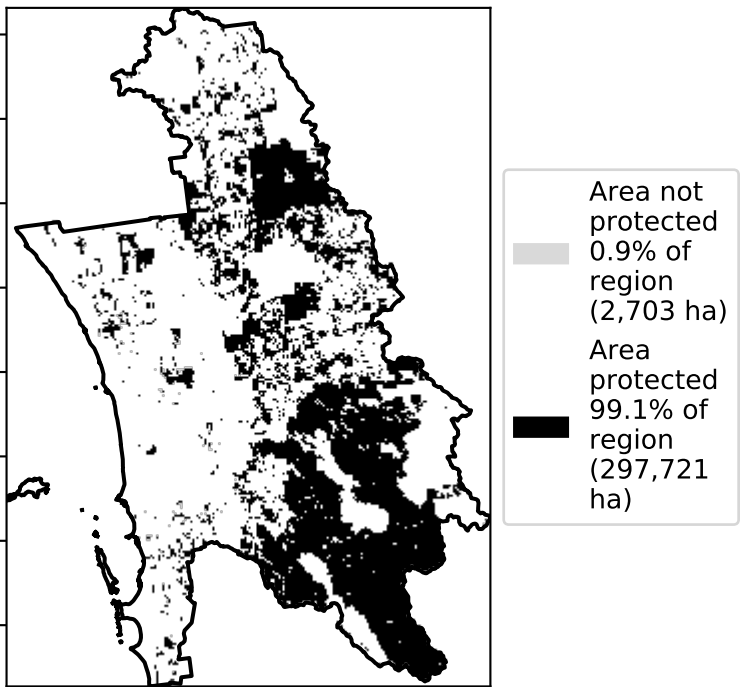 Area not
protected
0.9% of
region
(2,703 ha)
Area
protected
99.1% of
region
(297,721
ha)